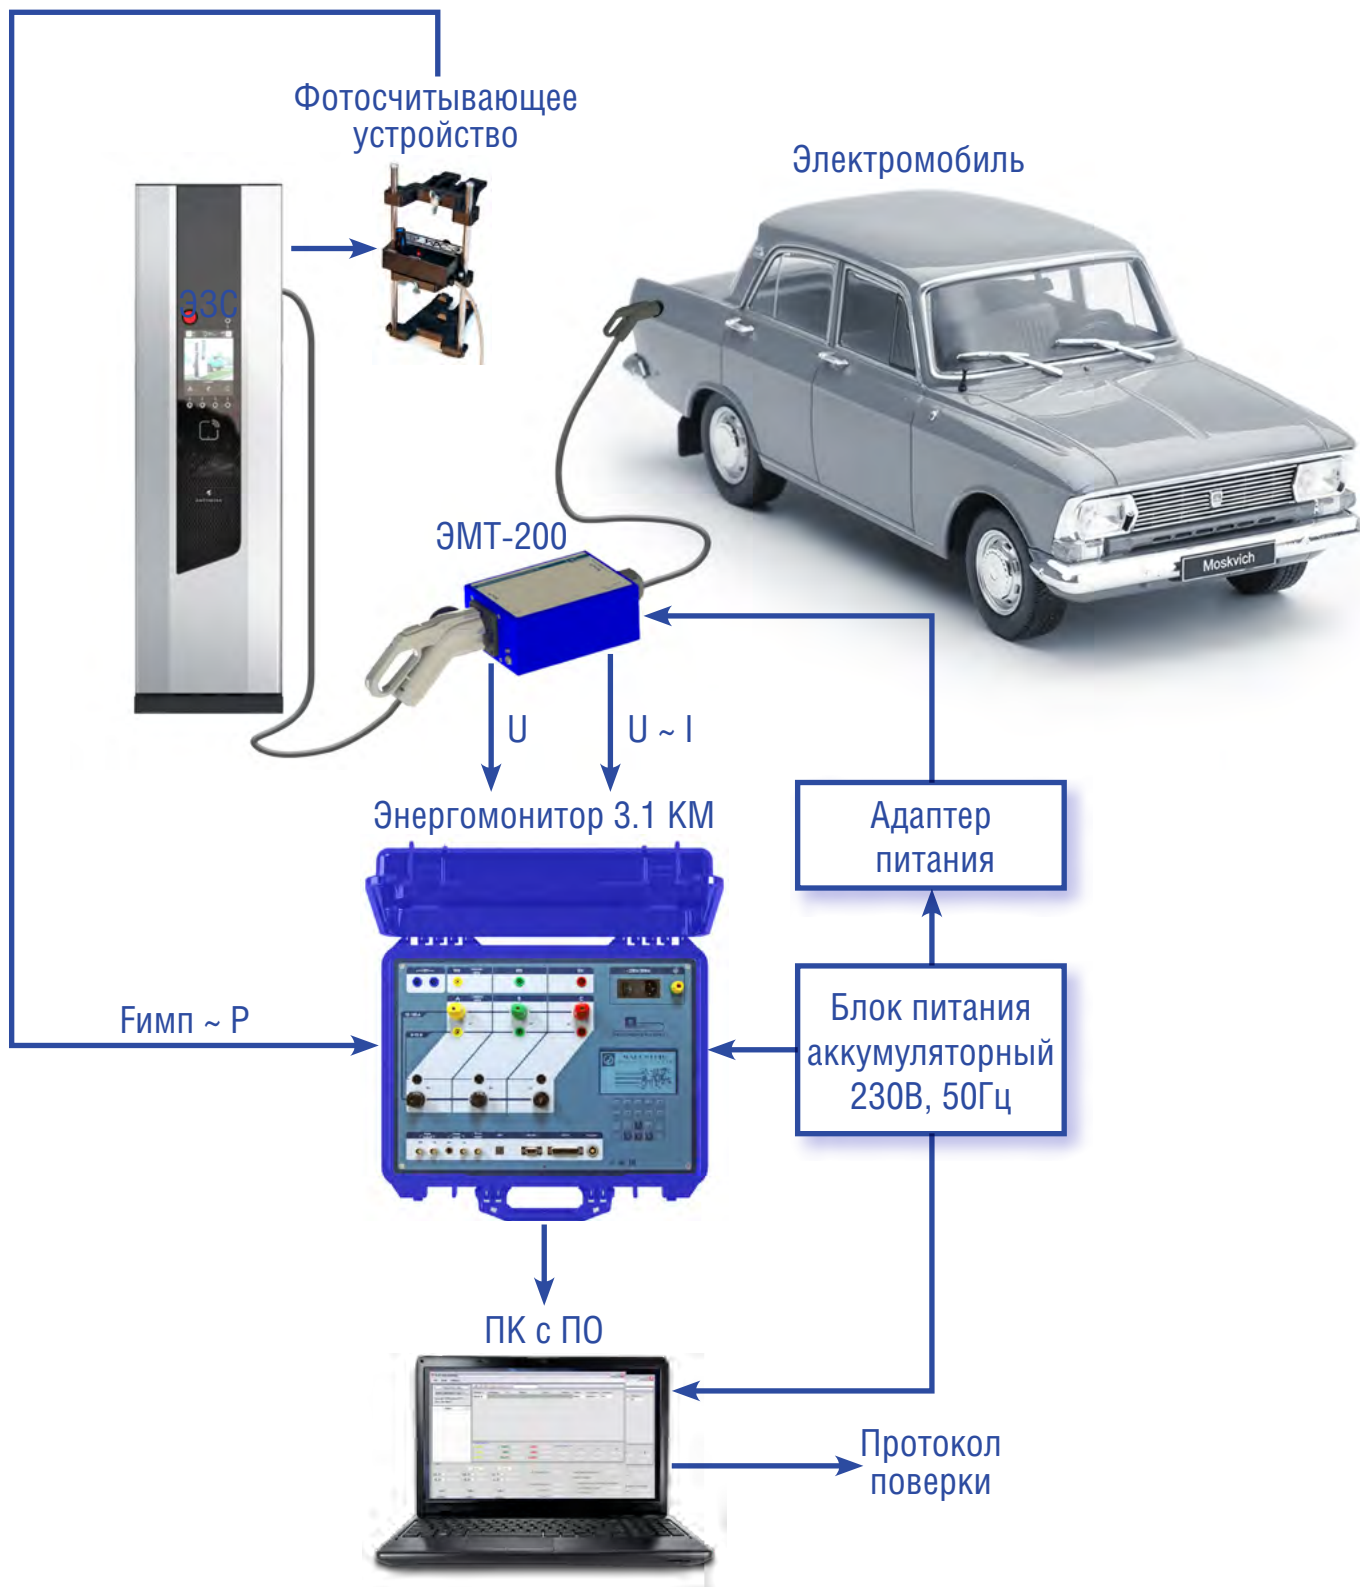 Фотосчитывающее
устройство
Электромобиль
ЭЗС
ЭМТ-200
Moskvich
U
U ~ I
Энергомонитор 3.1 КМ
Адаптер
питания
Fимп ~ P
Блок питания
аккумуляторный
230В, 50Гц
ПК с ПО
Протокол
поверки